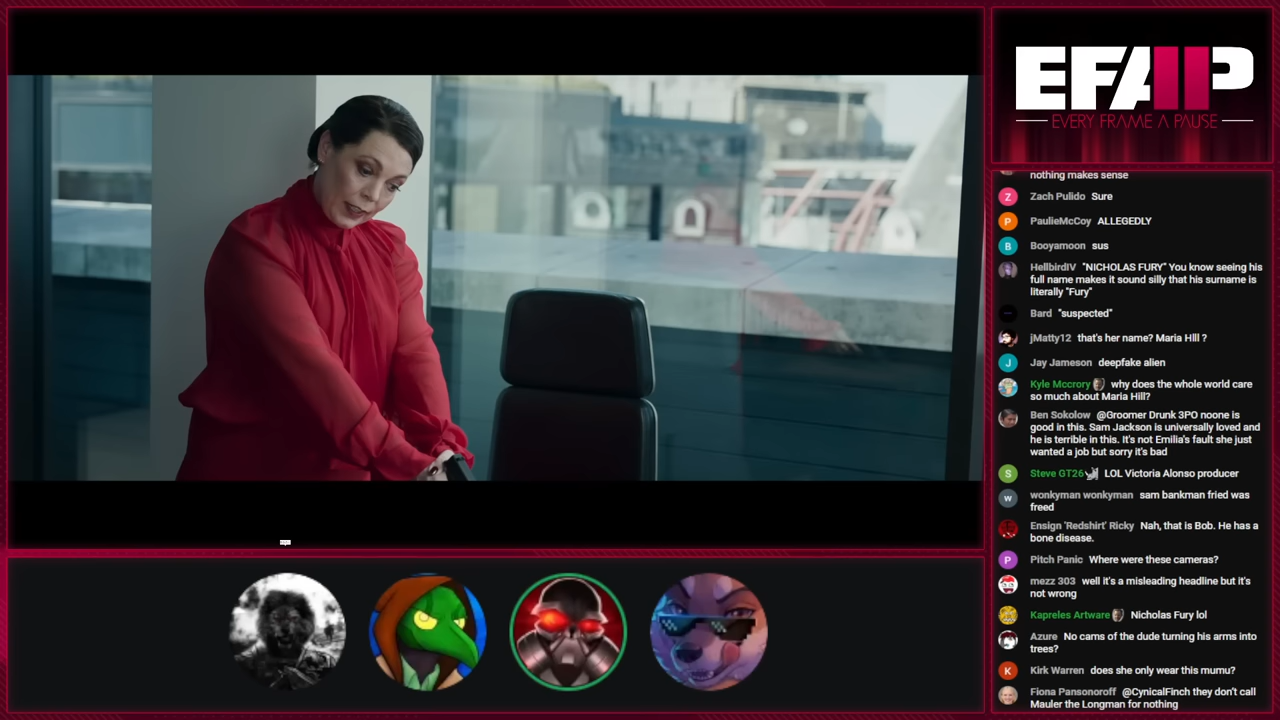 EFAP
EVERY FRAME A PAUSE
nothing makes sense
Z
Zach Pulido Sure
P
PaulieMcCoy ALLEGEDLY
B
Booyamoon sus
HellbirdIV "NICHOLAS FURY" You know seeing his
full name makes it sound silly that his surname is
literally "Fury"
Bard "suspected"
jMatty12 that's her name? Maria Hill ?
J
Jay Jameson deepfake alien
Kyle Mccrory why does the whole world care
so much about Maria Hill?
Ben Sokolow @Groomer Drunk 3PO noone is
good in this. Sam Jackson is universally loved and
he is terrible in this. It's not Emilia's fault she just
wanted a job but sorry it's bad
S
Steve GT26 LOL Victoria Alonso producer
w
wonkyman wonkyman sam bankman fried was
freed
Ensign 'Redshirt' Ricky Nah, that is Bob. He has a
bone disease.
P
Pitch Panic Where were these cameras?
mezz 303 well it's a misleading headline but it's
not wrong
Kapreles Artware Nicholas Fury lol
Azure No cams of the dude turning his arms into
trees?
K
Kirk Warren does she only wear this mumu?
Fiona Pansonoroff @CynicalFinch they don't call
Mauler the Longman for nothing